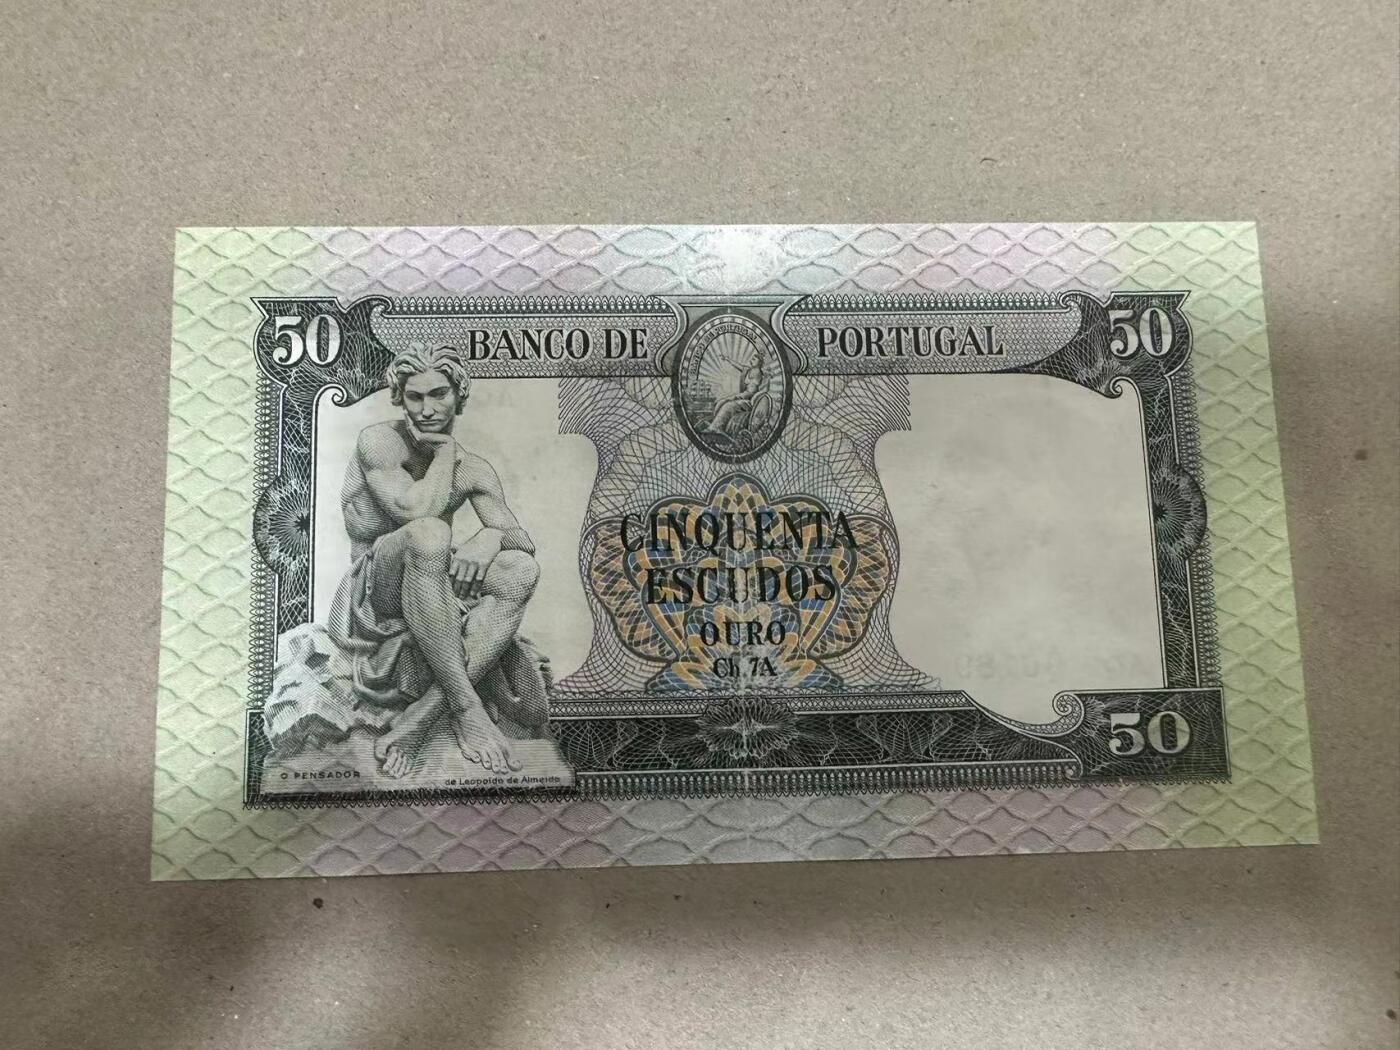 50 BANCO DE PORTUGAL 50
CINQUENTA
ESCUDOS
OURO
Ch. 7A
50
O PENSADOR de Leopoldo de Almeida